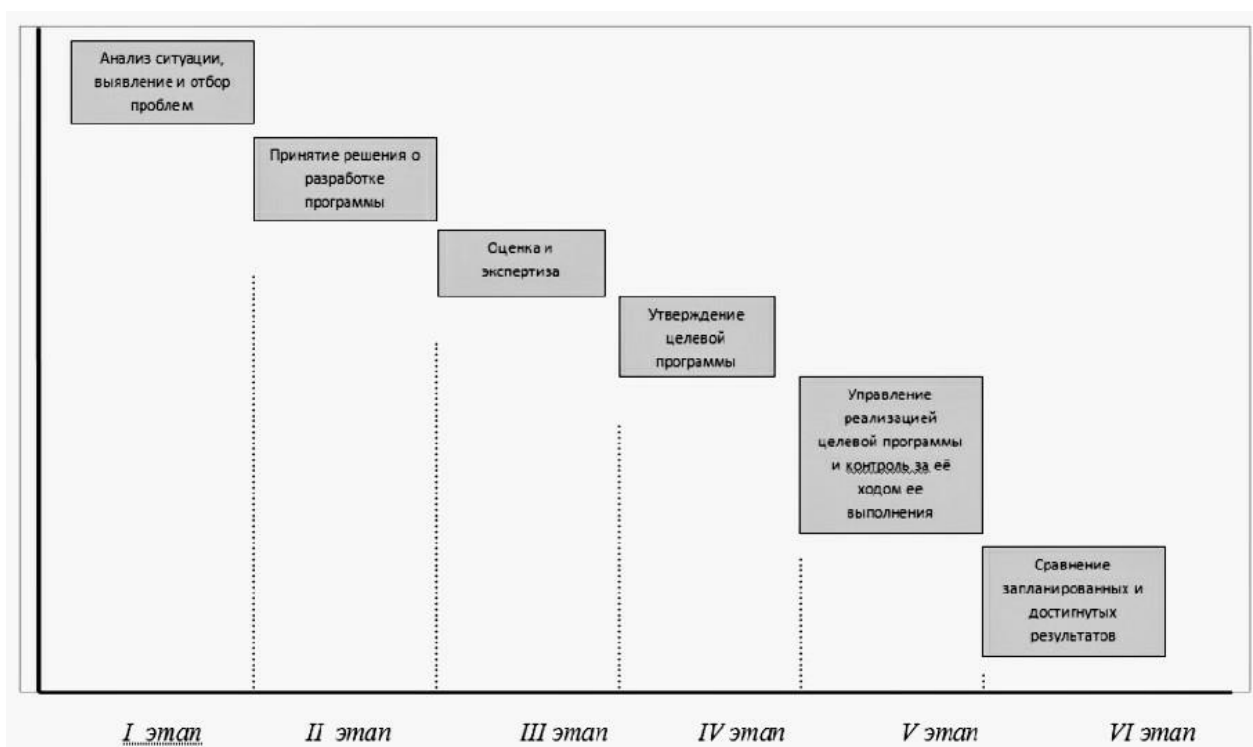 Анализ ситуации,
выявление и отбор
проблем
Принятие решения о
разработке
программы
Оценка и
экспертиза
Утверждение
целевой
программы
Управление
реализацией
целевой программы
и контроль за её
ходом ее
выполнения
Сравнение
запланированных и
достигнутых
результатов
I этап
II этап
III этап
IV этап
V этап
VI этап